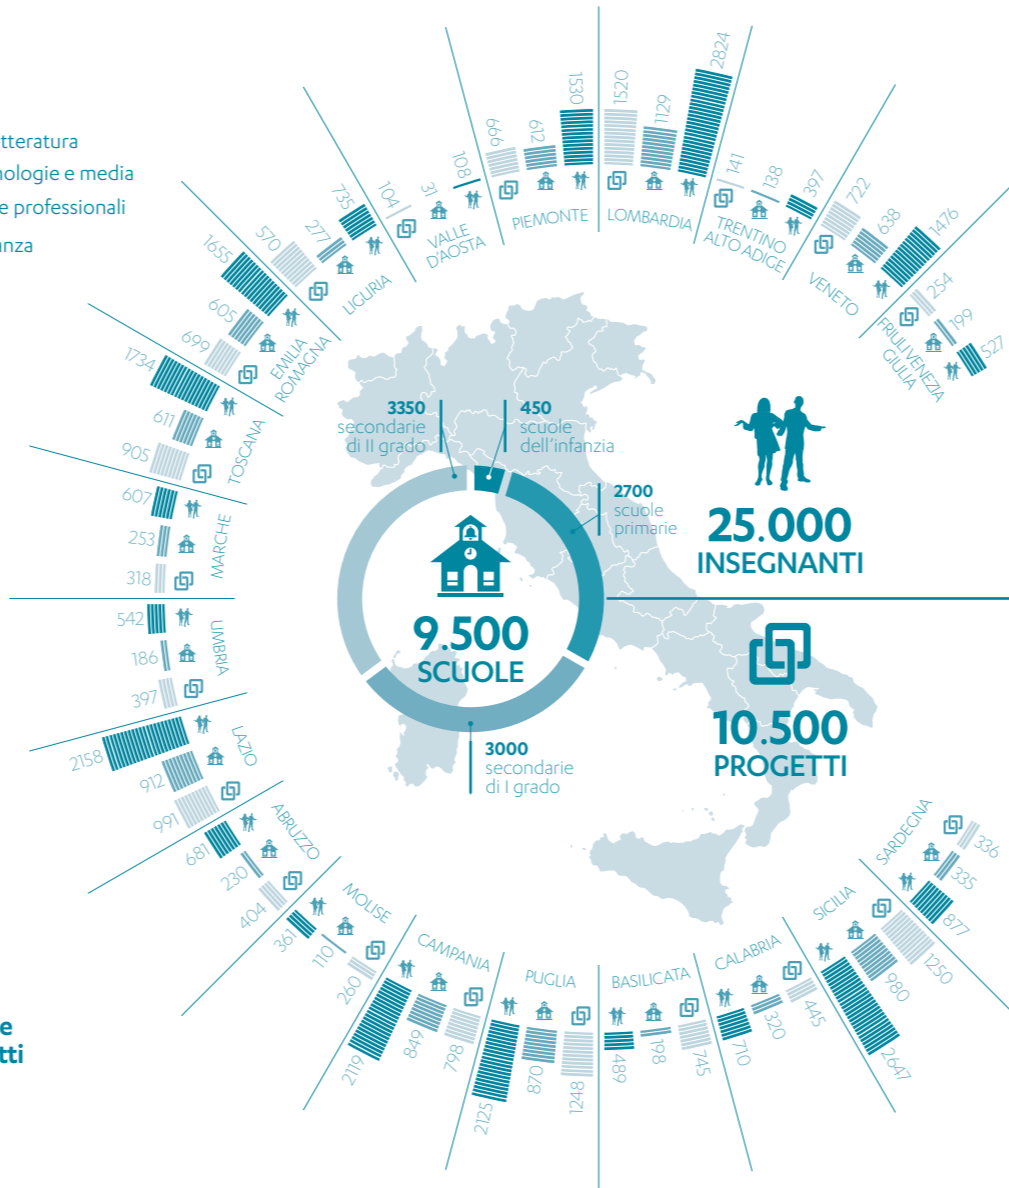 tteratura
nologie e media
e professionali
nza
e
tti
PIEMONTE
666
612
1530
LOMBARDIA
1520
1129
2824
TRENTINO
ALTO ADIGE
141
138
397
VENETO
722
638
1476
FRIULI VENEZIA
GIULIA
254
199
527
VALLE
D'AOSTA
104
31
108
LIGURIA
570
277
735
EMILIA
ROMAGNA
699
605
1655
TOSCANA
905
611
1734
MARCHE
607
253
318
UMBRIA
542
186
397
LAZIO
2158
912
991
ABRUZZO
681
230
404
MOLISE
361
110
260
CAMPANIA
2119
849
798
PUGLIA
2125
870
1248
BASILICATA
489
198
745
CALABRIA
710
320
445
SICILIA
2647
980
1250
SARDEGNA
336
335
877
3350
secondarie
di II grado
450
scuole
dell'infanzia
2700
scuole
primarie
9.500
SCUOLE
3000
secondarie
di I grado
25.000
INSEGNANTI
10.500
PROGETTI